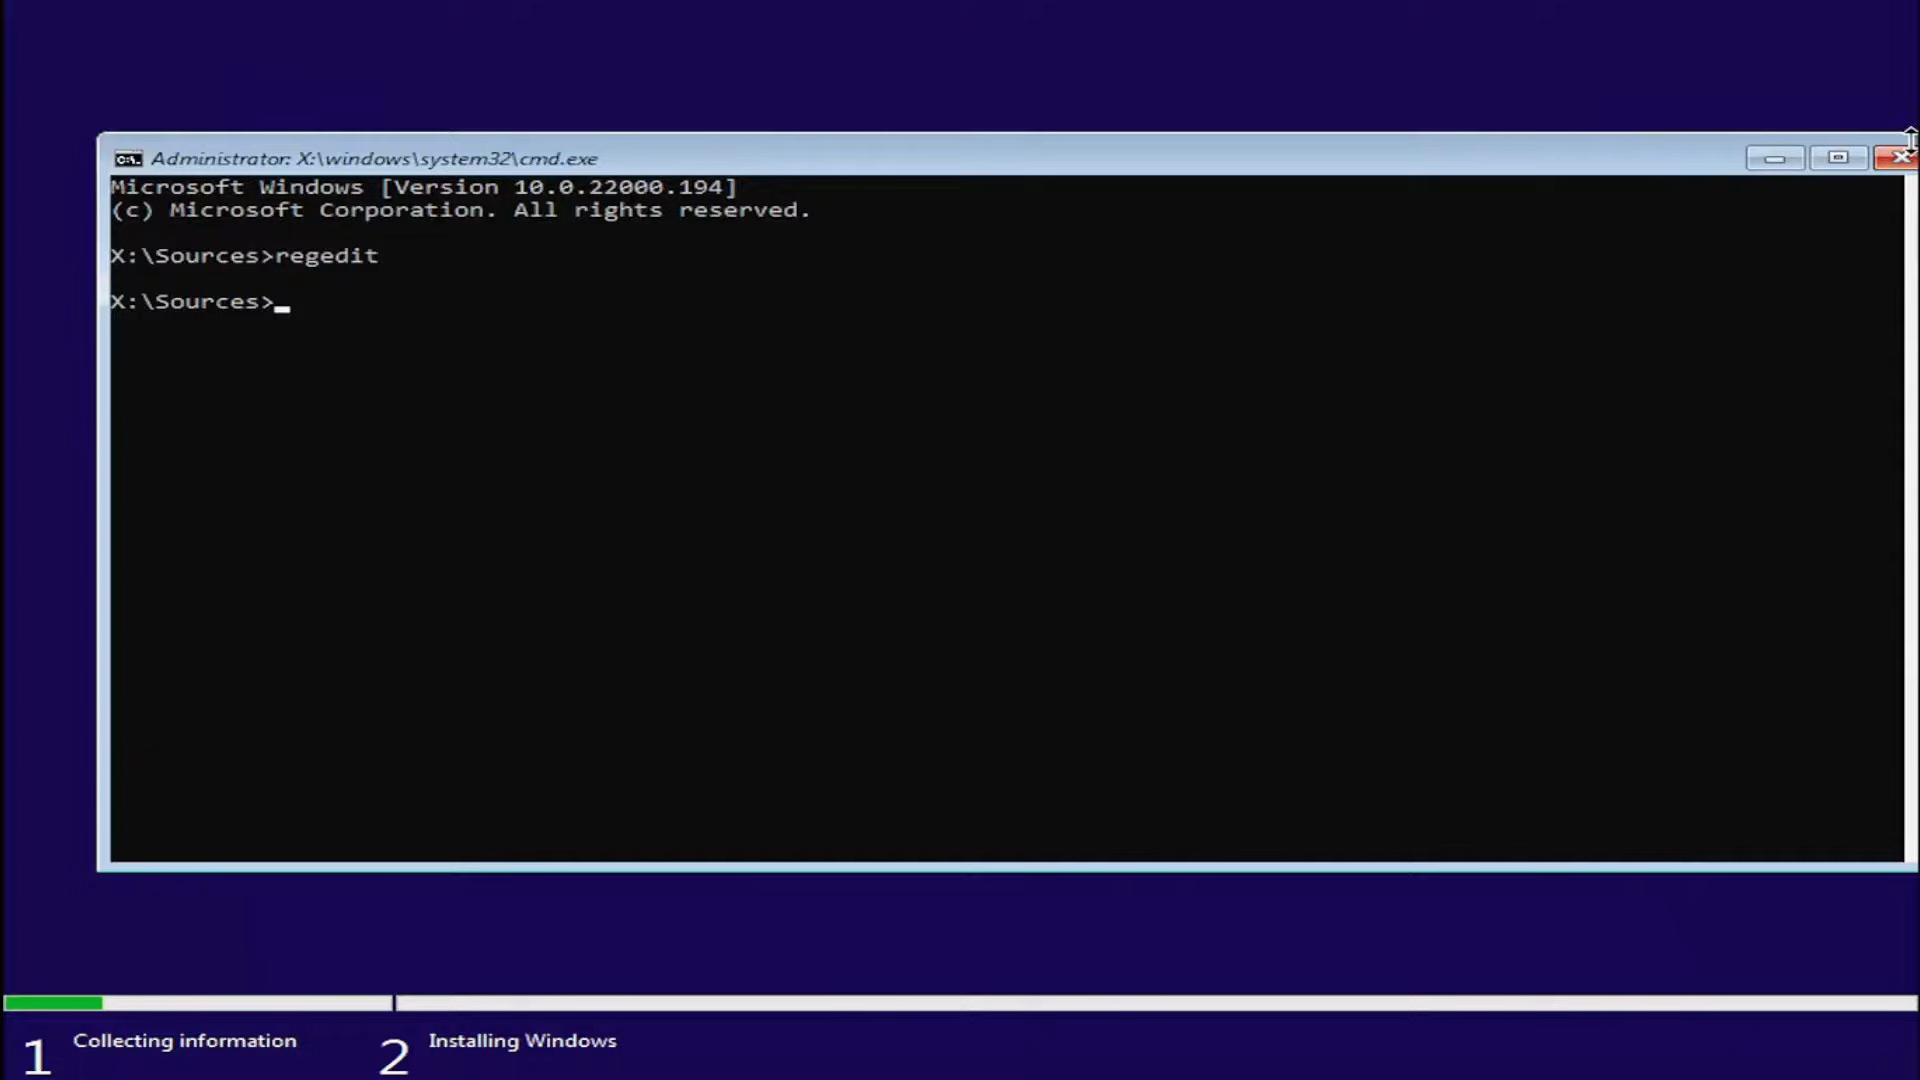 Administrator: X:\windows\system32\cmd.exe
Microsoft Windows [Version 10.0.22000.194]
(c) Microsoft Corporation. All rights reserved.
X:\Sources>regedit
X:\Sources>
1 Collecting information
2 Installing Windows